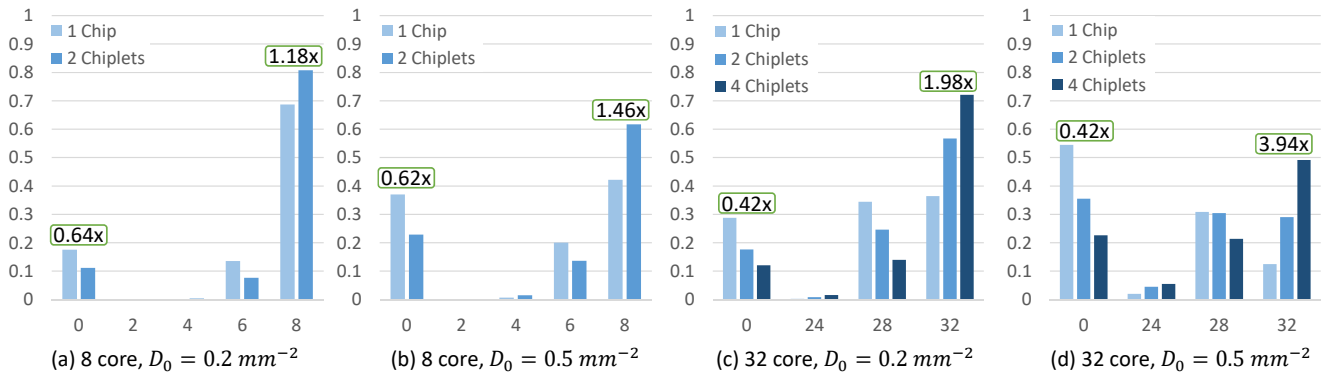 1
0.9
0.8
0.7
0.6
0.5
0.4
0.3
0.2
0.1
0
1 Chip
2 Chiplets
0.64x
1.18x
0 2 4 6 8
(a) 8 core, D₀ = 0.2 mm⁻²
1
0.9
0.8
0.7
0.6
0.5
0.4
0.3
0.2
0.1
0
1 Chip
2 Chiplets
0.62x
1.46x
0 2 4 6 8
(b) 8 core, D₀ = 0.5 mm⁻²
1
0.9
0.8
0.7
0.6
0.5
0.4
0.3
0.2
0.1
0
1 Chip
2 Chiplets
4 Chiplets
0.42x
1.98x
0 24 28 32
(c) 32 core, D₀ = 0.2 mm⁻²
1
0.9
0.8
0.7
0.6
0.5
0.4
0.3
0.2
0.1
0
1 Chip
2 Chiplets
4 Chiplets
0.42x
3.94x
0 24 28 32
(d) 32 core, D₀ = 0.5 mm⁻²